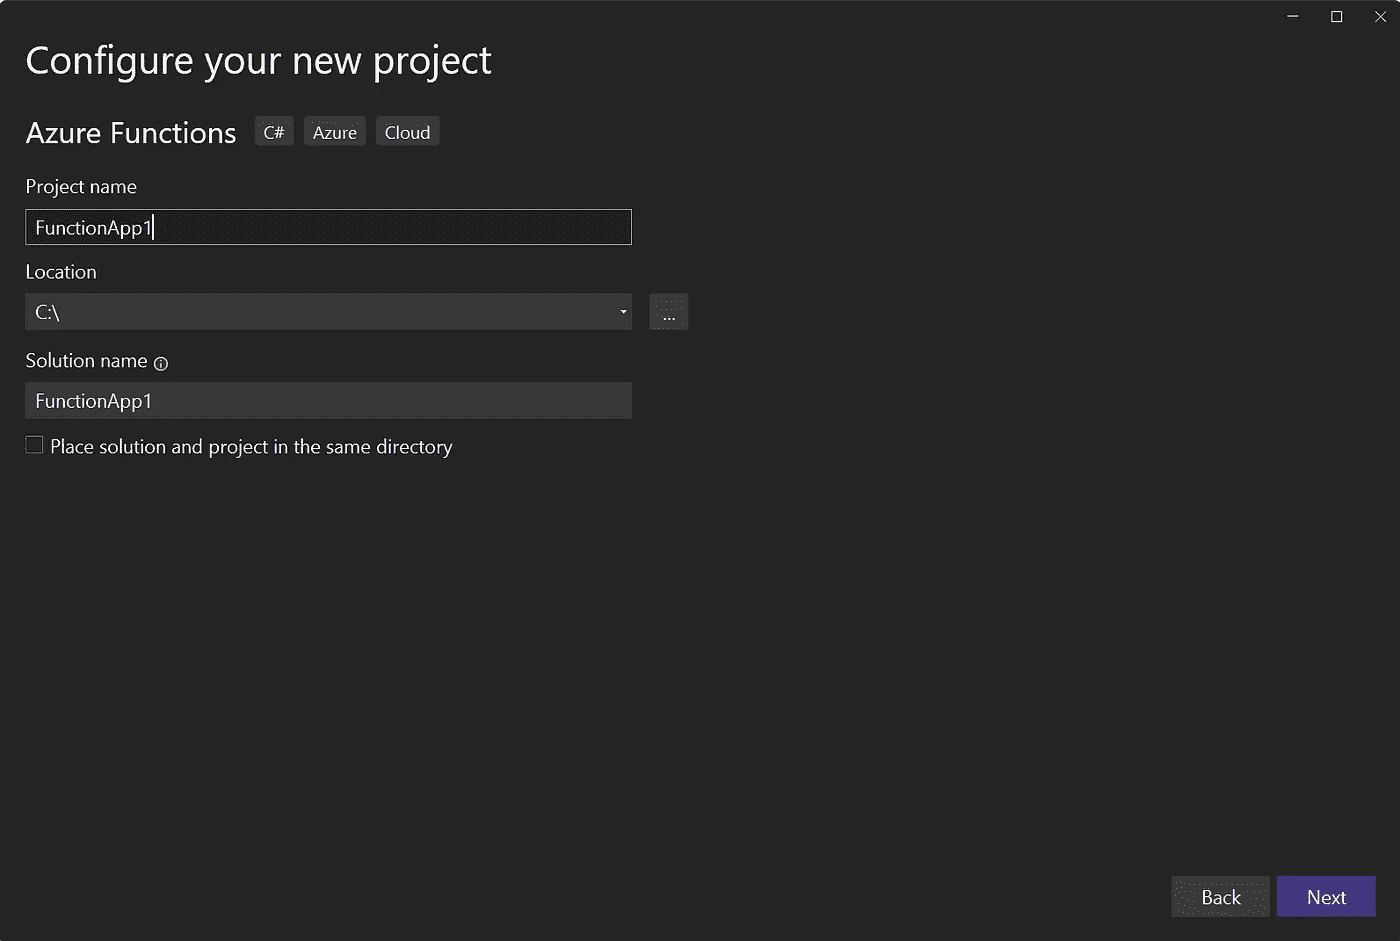 Configure your new project
Azure Functions C# Azure Cloud
Project name
FunctionApp1
Location
C:\
...
Solution name
FunctionApp1
Place solution and project in the same directory
Back Next